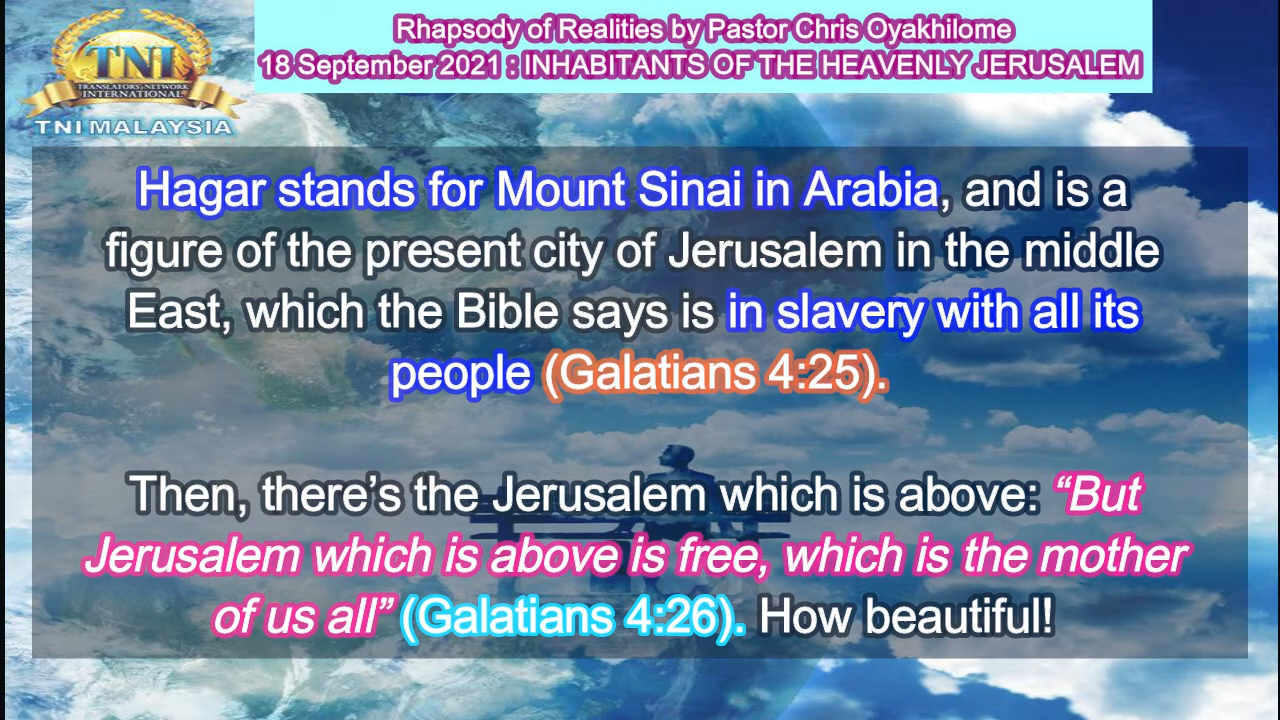 Rhapsody of Realities by Pastor Chris Oyakhilome
18 September 2021 : INHABITANTS OF THE HEAVENLY JERUSALEM
TNI
TRANSLATORS NETWORK
INTERNATIONAL
TNI MALAYSIA
Hagar stands for Mount Sinai in Arabia, and is a
figure of the present city of Jerusalem in the middle
East, which the Bible says is in slavery with all its
people (Galatians 4:25).
Then, there’s the Jerusalem which is above: “But
Jerusalem which is above is free, which is the mother
of us all” (Galatians 4:26). How beautiful!